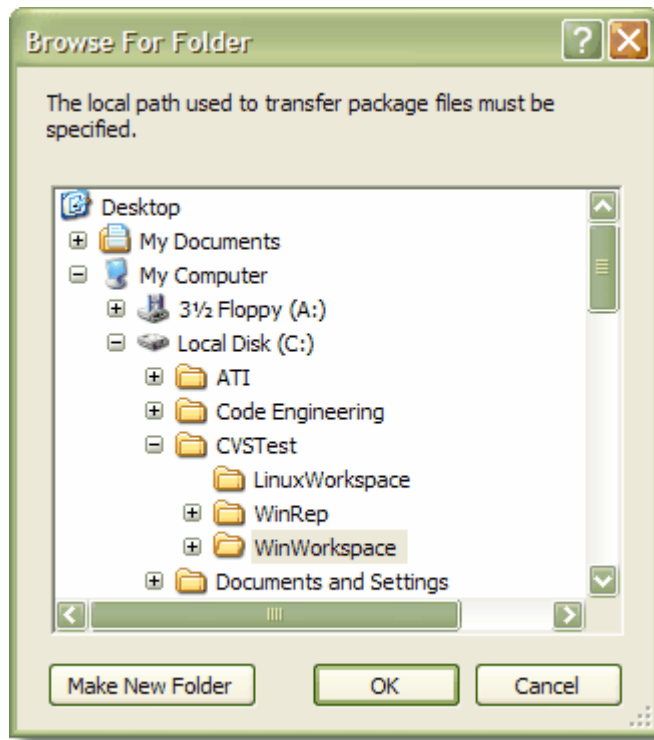 Browse For Folder
The local path used to transfer package files must be
specified.
Desktop
My Documents
My Computer
3½ Floppy (A:)
Local Disk (C:)
ATI
Code Engineering
CVSTest
LinuxWorkspace
WinRep
WinWorkspace
Documents and Settings
Make New Folder
OK
Cancel